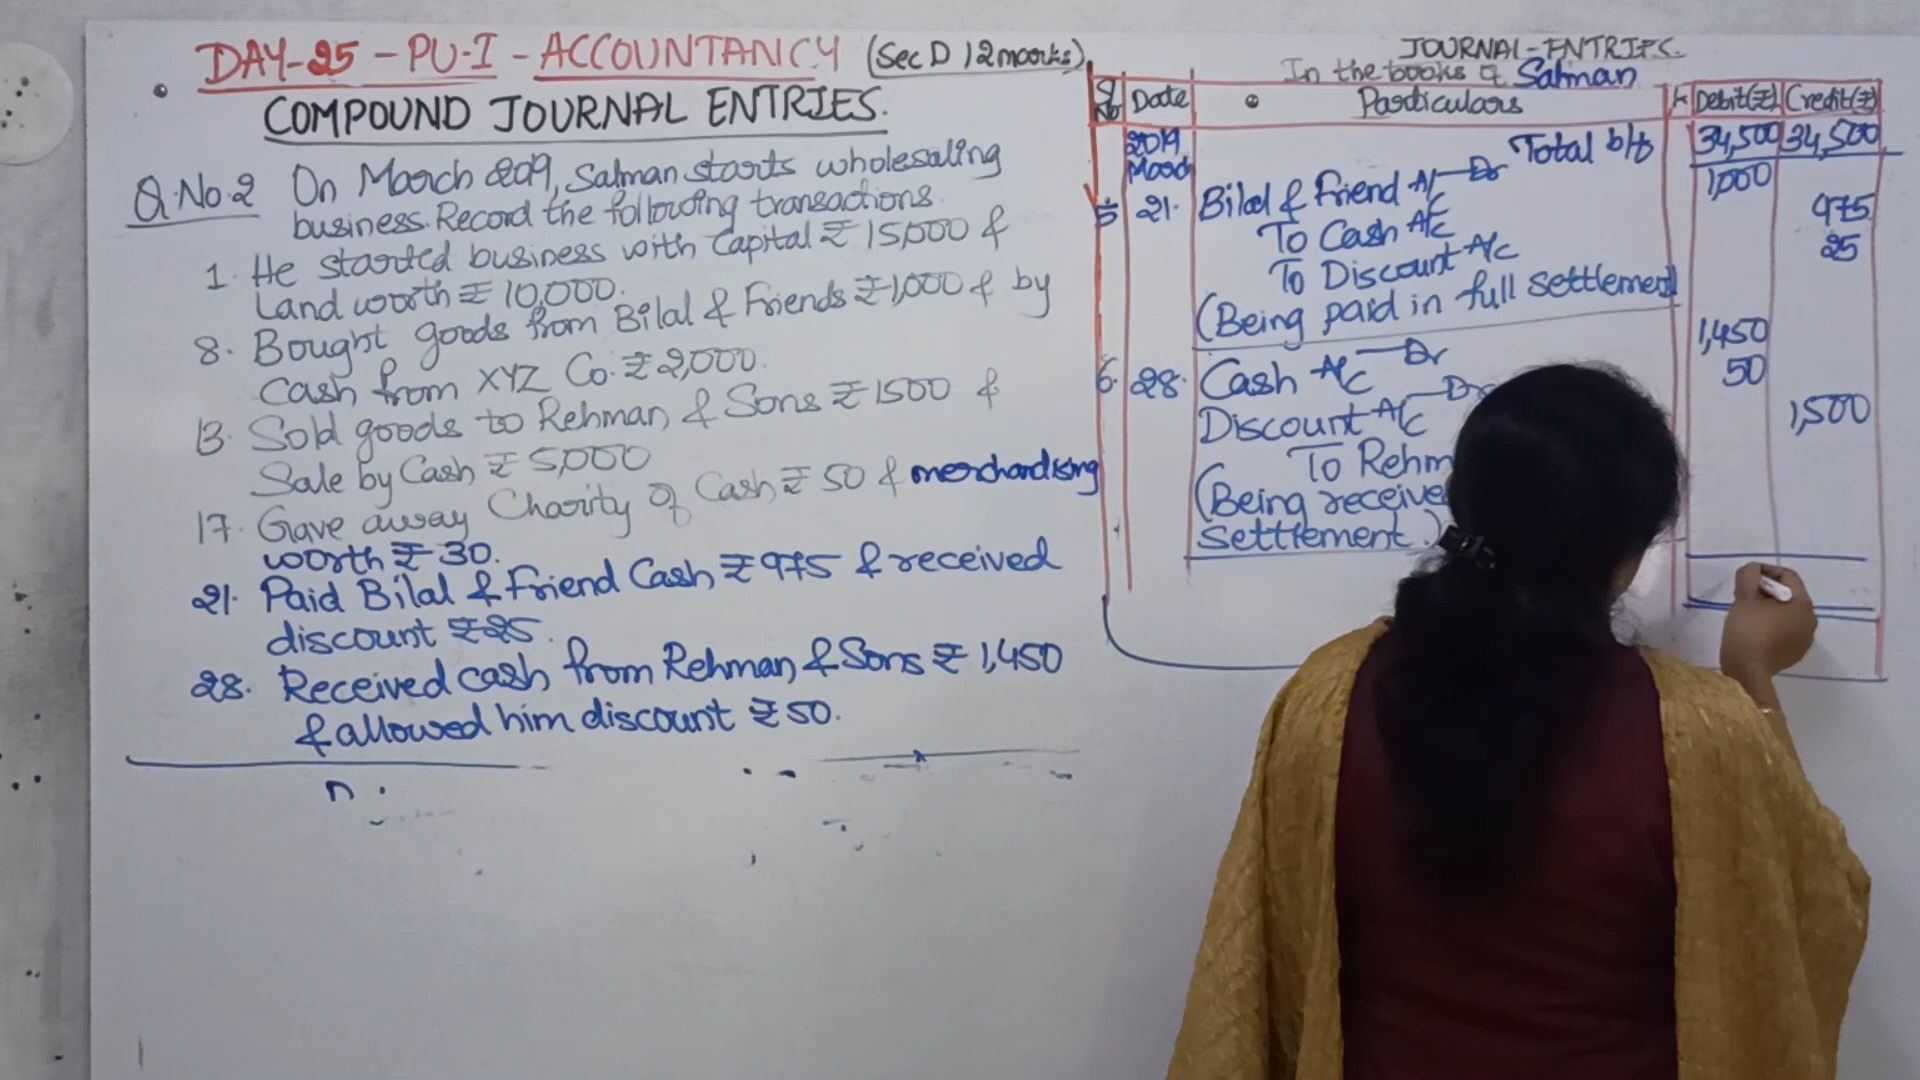 DAY-25 - PU-I - ACCOUNTANCY (Sec D 12 marks)
COMPOUND JOURNAL ENTRIES.
Q.No.2 On March 2019, Salman starts wholesaling
business. Record the following transactions.
1. He started business with Capital ₹ 15,000 &
Land worth ₹ 10,000.
8. Bought goods from Bilal & Friends ₹ 1,000 & by
Cash from XYZ Co. ₹ 2,000.
13. Sold goods to Rehman & Sons ₹ 1500 &
Sale by Cash ₹ 5,000
17. Gave away Charity of Cash ₹ 50 & merchandising
worth ₹ 30.
21. Paid Bilal & Friend Cash ₹ 975 & received
discount ₹ 25.
28. Received cash from Rehman & Sons ₹ 1,450
& allowed him discount ₹ 50.
JOURNAL-ENTRIES.
In the books of Salman
Sl No Date Particulars Debit(₹) Credit(₹)
2019 March Total b/f 34,500 34,500
5 21. Bilal & Friend A/c Dr 1,000
To Cash A/c 975
To Discount A/c 25
(Being paid in full settlement
6. 28. Cash A/c Dr 1,450
Discount A/c Dr 50
To Rehm 1,500
(Being receive
settlement.)